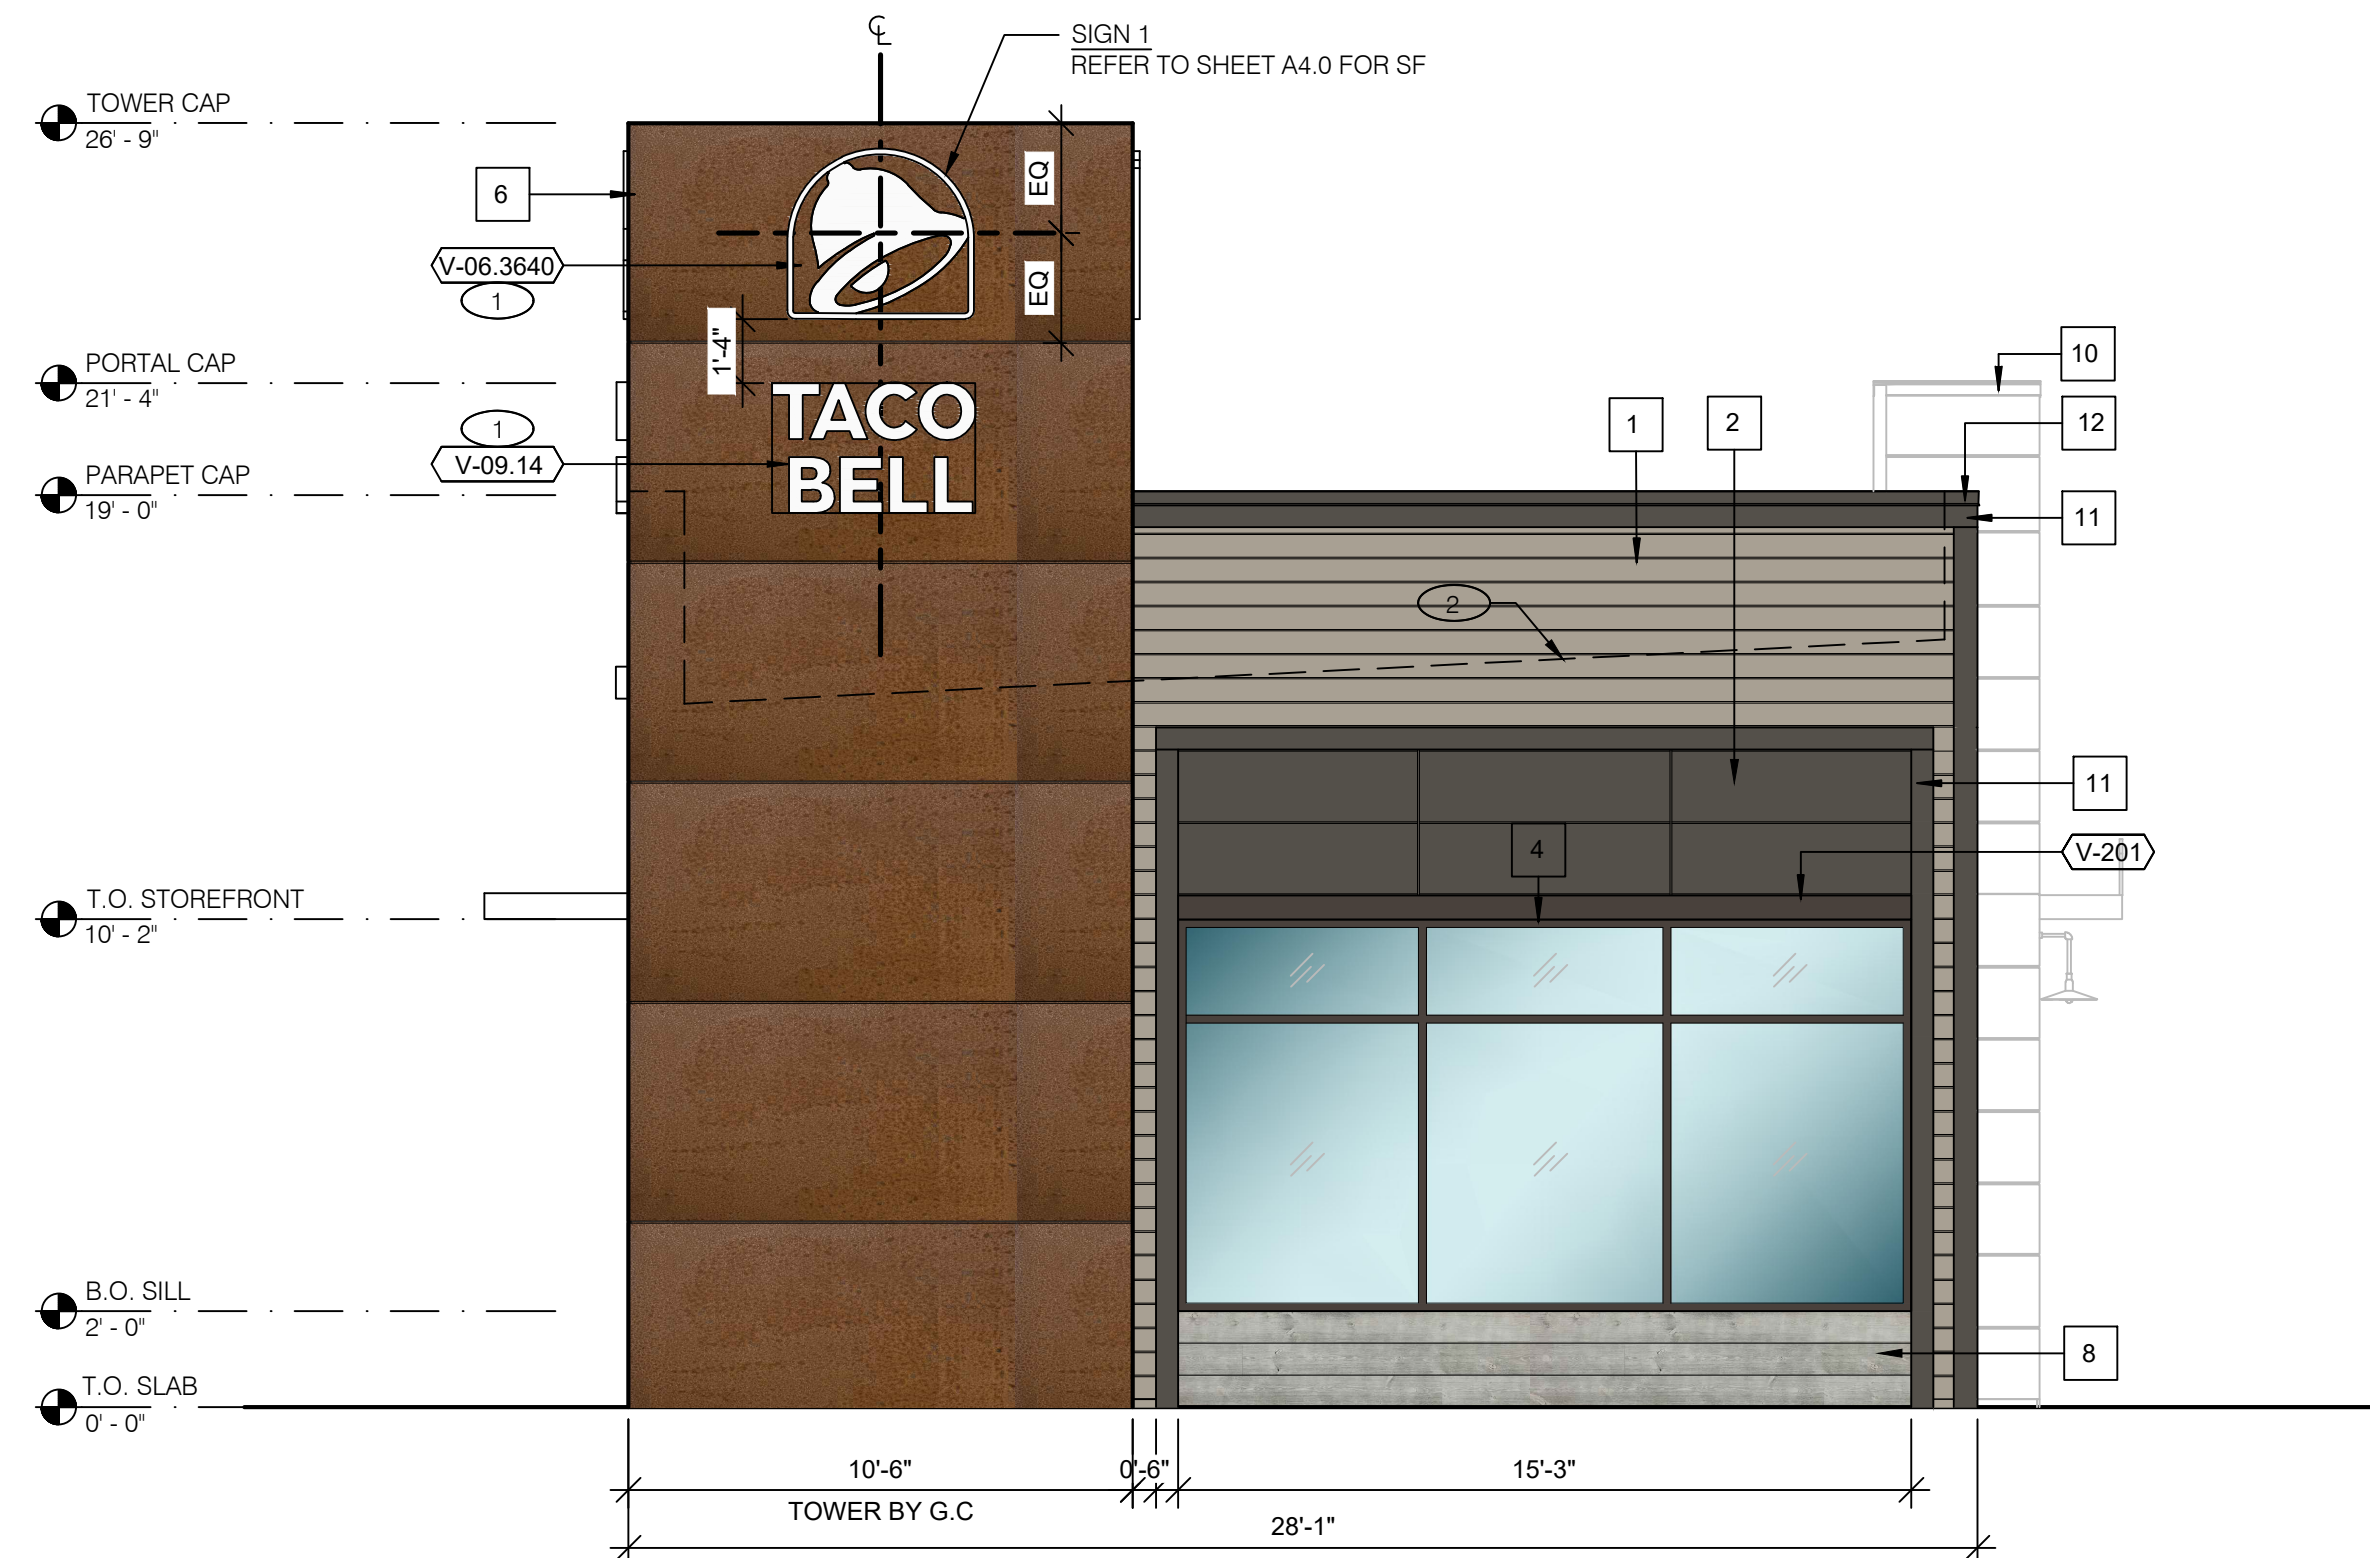 ℄
SIGN 1
REFER TO SHEET A4.0 FOR SF
TOWER CAP
26' - 9"
6
EQ
V-06.3640
1
EQ
1'-4"
PORTAL CAP
21' - 4"
10
TACO
BELL
1
V-09.14
1
2
12
PARAPET CAP
19' - 0"
11
2
11
4
V-201
T.O. STOREFRONT
10' - 2"
B.O. SILL
2' - 0"
8
T.O. SLAB
0' - 0"
10'-6"
0'-6"
15'-3"
TOWER BY G.C
28'-1"